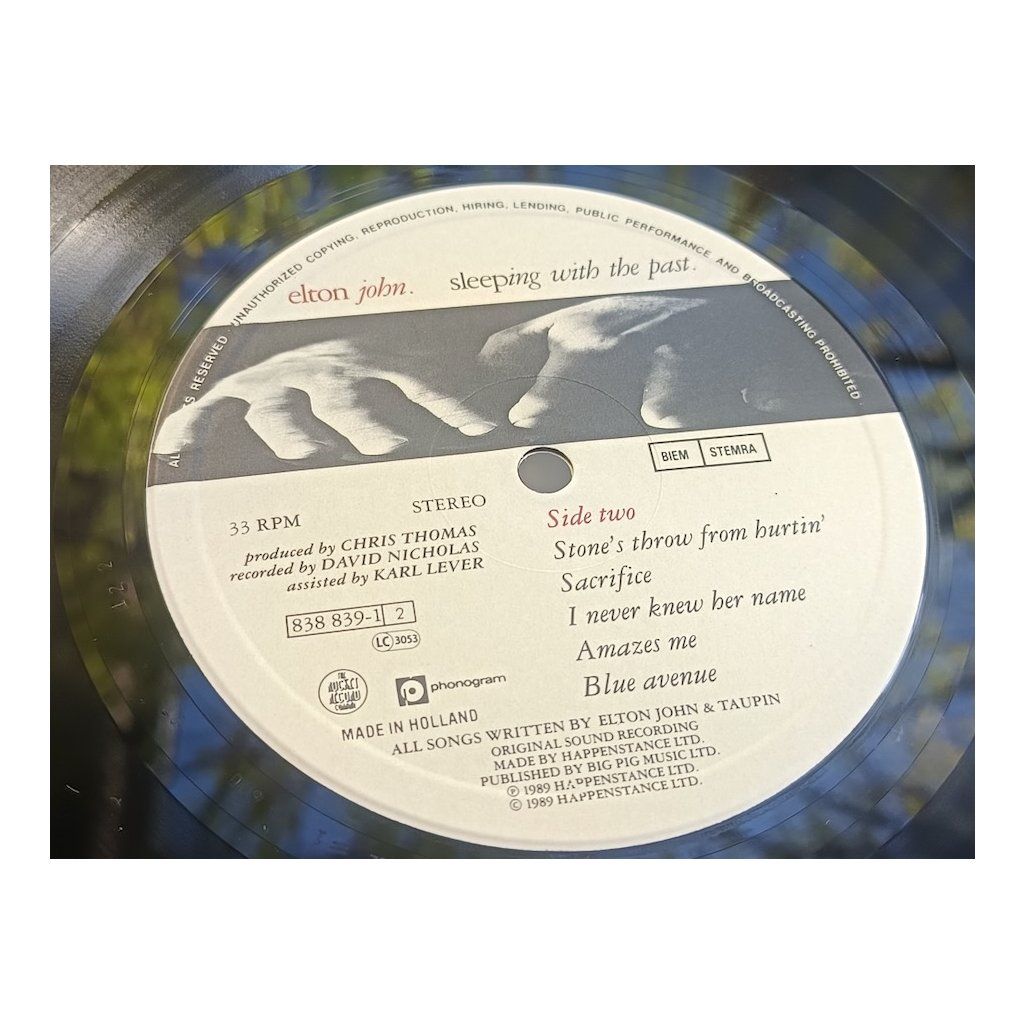 ALL RIGHTS RESERVED. UNAUTHORIZED COPYING, REPRODUCTION, HIRING, LENDING, PUBLIC PERFORMANCE AND BROADCASTING PROHIBITED
elton john. sleeping with the past.
BIEM STEMRA
33 RPM STEREO
produced by CHRIS THOMAS
recorded by DAVID NICHOLAS
assisted by KARL LEVER
838 839-1 2
LC 3053
Side two
Stone's throw from hurtin'
Sacrifice
I never knew her name
Amazes me
Blue avenue
THE ROCKET RECORD COMPANY
phonogram
MADE IN HOLLAND
ALL SONGS WRITTEN BY ELTON JOHN & TAUPIN
ORIGINAL SOUND RECORDING
MADE BY HAPPENSTANCE LTD.
PUBLISHED BY BIG PIG MUSIC LTD.
℗ 1989 HAPPENSTANCE LTD.
© 1989 HAPPENSTANCE LTD.